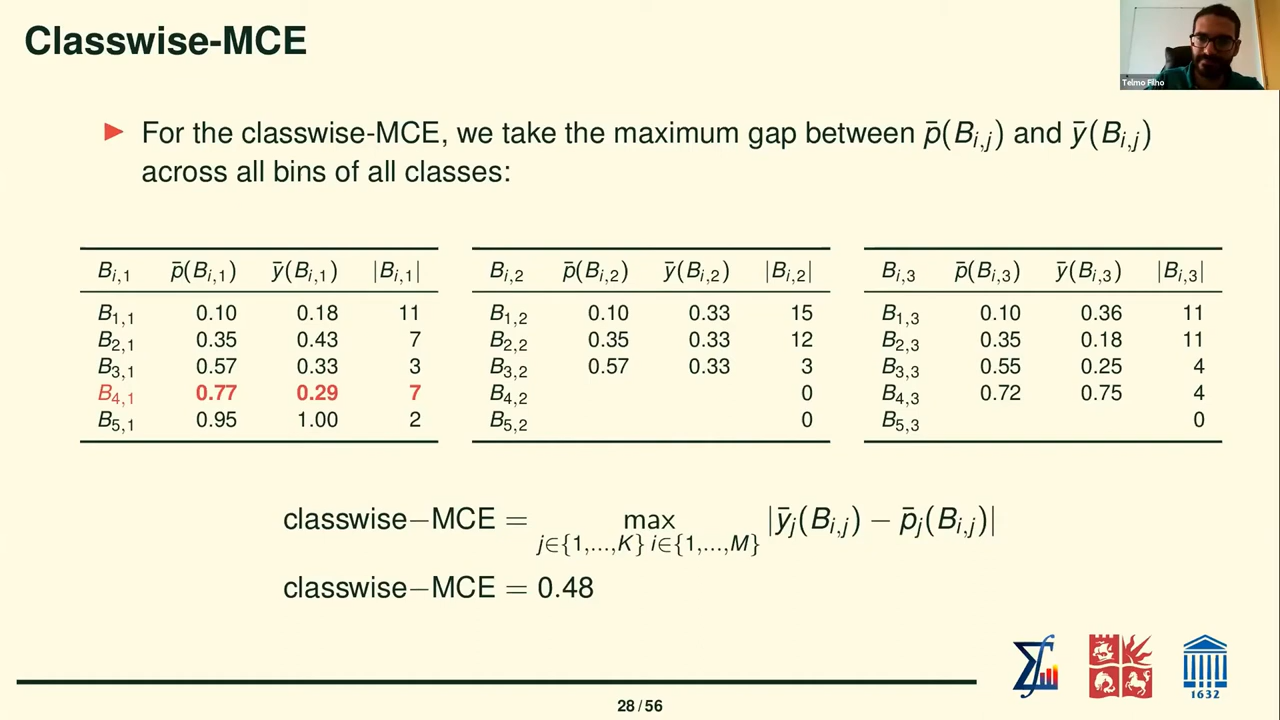 Classwise-MCE
Telmo Filho
▶ For the classwise-MCE, we take the maximum gap between p̄(B_{i,j}) and ȳ(B_{i,j})
across all bins of all classes:
B_{i,1} p̄(B_{i,1}) ȳ(B_{i,1}) |B_{i,1}|
B_{1,1} 0.10 0.18 11
B_{2,1} 0.35 0.43 7
B_{3,1} 0.57 0.33 3
B_{4,1} 0.77 0.29 7
B_{5,1} 0.95 1.00 2
B_{i,2} p̄(B_{i,2}) ȳ(B_{i,2}) |B_{i,2}|
B_{1,2} 0.10 0.33 15
B_{2,2} 0.35 0.33 12
B_{3,2} 0.57 0.33 3
B_{4,2} 0
B_{5,2} 0
B_{i,3} p̄(B_{i,3}) ȳ(B_{i,3}) |B_{i,3}|
B_{1,3} 0.10 0.36 11
B_{2,3} 0.35 0.18 11
B_{3,3} 0.55 0.25 4
B_{4,3} 0.72 0.75 4
B_{5,3} 0
classwise−MCE = max |ȳ_j(B_{i,j}) − p̄_j(B_{i,j})|
j∈{1,...,K} i∈{1,...,M}
classwise−MCE = 0.48
1632
28 / 56